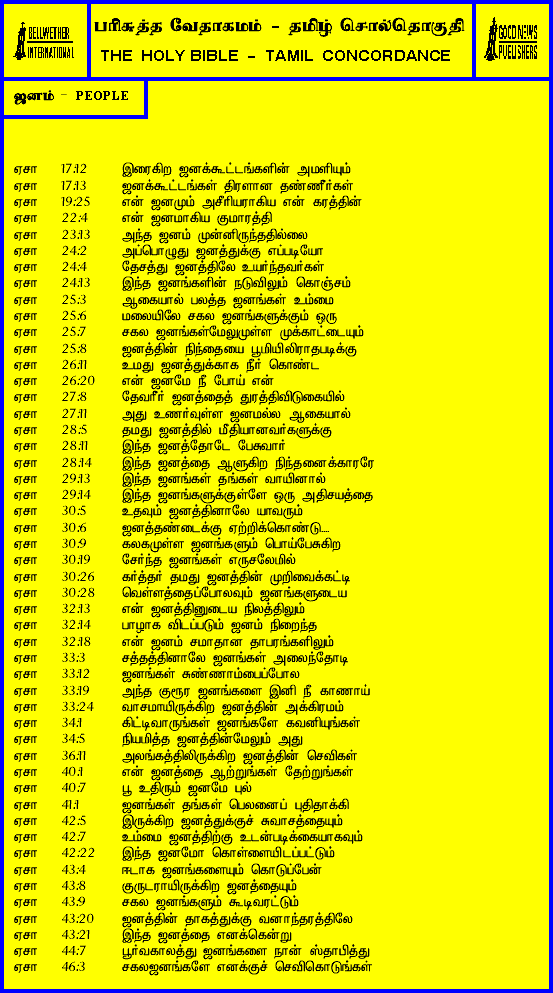 BELLWETHER
INTERNATIONAL
பரிசுத்த வேதாகமம் - தமிழ் சொல்தொகுதி
THE HOLY BIBLE - TAMIL CONCORDANCE
GOOD NEWS
PUBLISHERS
ஜனம் - PEOPLE
ஏசா 17:12 இரைகிற ஜனக்கூட்டங்களின் அமளியும்
ஏசா 17:13 ஜனக்கூட்டங்கள் திரளான தண்ணீர்கள்
ஏசா 19:25 என் ஜனமும் அசீரியராகிய என் கரத்தின்
ஏசா 22:4 என் ஜனமாகிய குமாரத்தி
ஏசா 23:13 அந்த ஜனம் முன்னிருந்ததில்லை
ஏசா 24:2 அப்பொழுது ஜனத்துக்கு எப்படியோ
ஏசா 24:4 தேசத்து ஜனத்திலே உயர்ந்தவர்கள்
ஏசா 24:13 இந்த ஜனங்களின் நடுவிலும் கொஞ்சம்
ஏசா 25:3 ஆகையால் பலத்த ஜனங்கள் உம்மை
ஏசா 25:6 மலையிலே சகல ஜனங்களுக்கும் ஒரு
ஏசா 25:7 சகல ஜனங்கள்மேலுமுள்ள முக்காட்டையும்
ஏசா 25:8 ஜனத்தின் நிந்தையை பூமியிலிராதபடிக்கு
ஏசா 26:11 உமது ஜனத்துக்காக நீர் கொண்ட
ஏசா 26:20 என் ஜனமே நீ போய் என்
ஏசா 27:8 தேவரீர் ஜனத்தைத் துரத்திவிடுகையில்
ஏசா 27:11 அது உணர்வுள்ள ஜனமல்ல ஆகையால்
ஏசா 28:5 தமது ஜனத்தில் மீதியானவர்களுக்கு
ஏசா 28:11 இந்த ஜனத்தோடே பேசுவார்
ஏசா 28:14 இந்த ஜனத்தை ஆளுகிற நிந்தனைக்காரரே
ஏசா 29:13 இந்த ஜனங்கள் தங்கள் வாயினால்
ஏசா 29:14 இந்த ஜனங்களுக்குள்ளே ஒரு அதிசயத்தை
ஏசா 30:5 உதவும் ஜனத்தினாலே யாவரும்
ஏசா 30:6 ஜனத்தண்டைக்கு ஏற்றிக்கொண்டு....
ஏசா 30:9 கலகமுள்ள ஜனங்களும் பொய்பேசுகிற
ஏசா 30:19 சேர்ந்த ஜனங்கள் எருசலேமில்
ஏசா 30:26 கர்த்தர் தமது ஜனத்தின் முறிவைக்கட்டி
ஏசா 30:28 வெள்ளத்தைப்போலவும் ஜனங்களுடைய
ஏசா 32:13 என் ஜனத்தினுடைய நிலத்திலும்
ஏசா 32:14 பாழாக விடப்படும் ஜனம் நிறைந்த
ஏசா 32:18 என் ஜனம் சமாதான தாபரங்களிலும்
ஏசா 33:3 சத்தத்தினாலே ஜனங்கள் அலைந்தோடி
ஏசா 33:12 ஜனங்கள் சுண்ணாம்பைப்போல
ஏசா 33:19 அந்த குரூர ஜனங்களை இனி நீ காணாய்
ஏசா 33:24 வாசமாயிருக்கிற ஜனத்தின் அக்கிரமம்
ஏசா 34:1 கிட்டிவாருங்கள் ஜனங்களே கவனியுங்கள்
ஏசா 34:5 நியமித்த ஜனத்தின்மேலும் அது
ஏசா 36:11 அலங்கத்திலிருக்கிற ஜனத்தின் செவிகள்
ஏசா 40:1 என் ஜனத்தை ஆற்றுங்கள் தேற்றுங்கள்
ஏசா 40:7 பூ உதிரும் ஜனமே புல்
ஏசா 41:1 ஜனங்கள் தங்கள் பெலனைப் புதிதாக்கி
ஏசா 42:5 இருக்கிற ஜனத்துக்குச் சுவாசத்தையும்
ஏசா 42:7 உம்மை ஜனத்திற்கு உடன்படிக்கையாகவும்
ஏசா 42:22 இந்த ஜனமோ கொள்ளையிடப்பட்டும்
ஏசா 43:4 ஈடாக ஜனங்களையும் கொடுப்பேன்
ஏசா 43:8 குருடராயிருக்கிற ஜனத்தையும்
ஏசா 43:9 சகல ஜனங்களும் கூடிவரட்டும்
ஏசா 43:20 ஜனத்தின் தாகத்துக்கு வனாந்தரத்திலே
ஏசா 43:21 இந்த ஜனத்தை எனக்கென்று
ஏசா 44:7 பூர்வகாலத்து ஜனங்களை நான் ஸ்தாபித்து
ஏசா 46:3 சகலஜனங்களே எனக்குச் செவிகொடுங்கள்